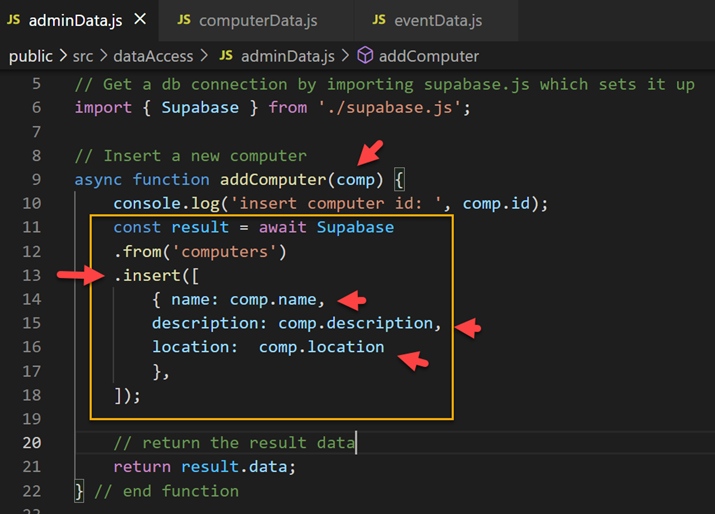 JS adminData.js × JS computerData.js JS eventData.js
public > src > dataAccess > JS adminData.js > addComputer
5 // Get a db connection by importing supabase.js which sets it up
6 import { Supabase } from './supabase.js';
7
8 // Insert a new computer
9 async function addComputer(comp) {
10 console.log('insert computer id: ', comp.id);
11 const result = await Supabase
12 .from('computers')
13 .insert([
14 { name: comp.name,
15 description: comp.description,
16 location:  comp.location
17 },
18 ]);
19
20 // return the result data
21 return result.data;
22 } // end function